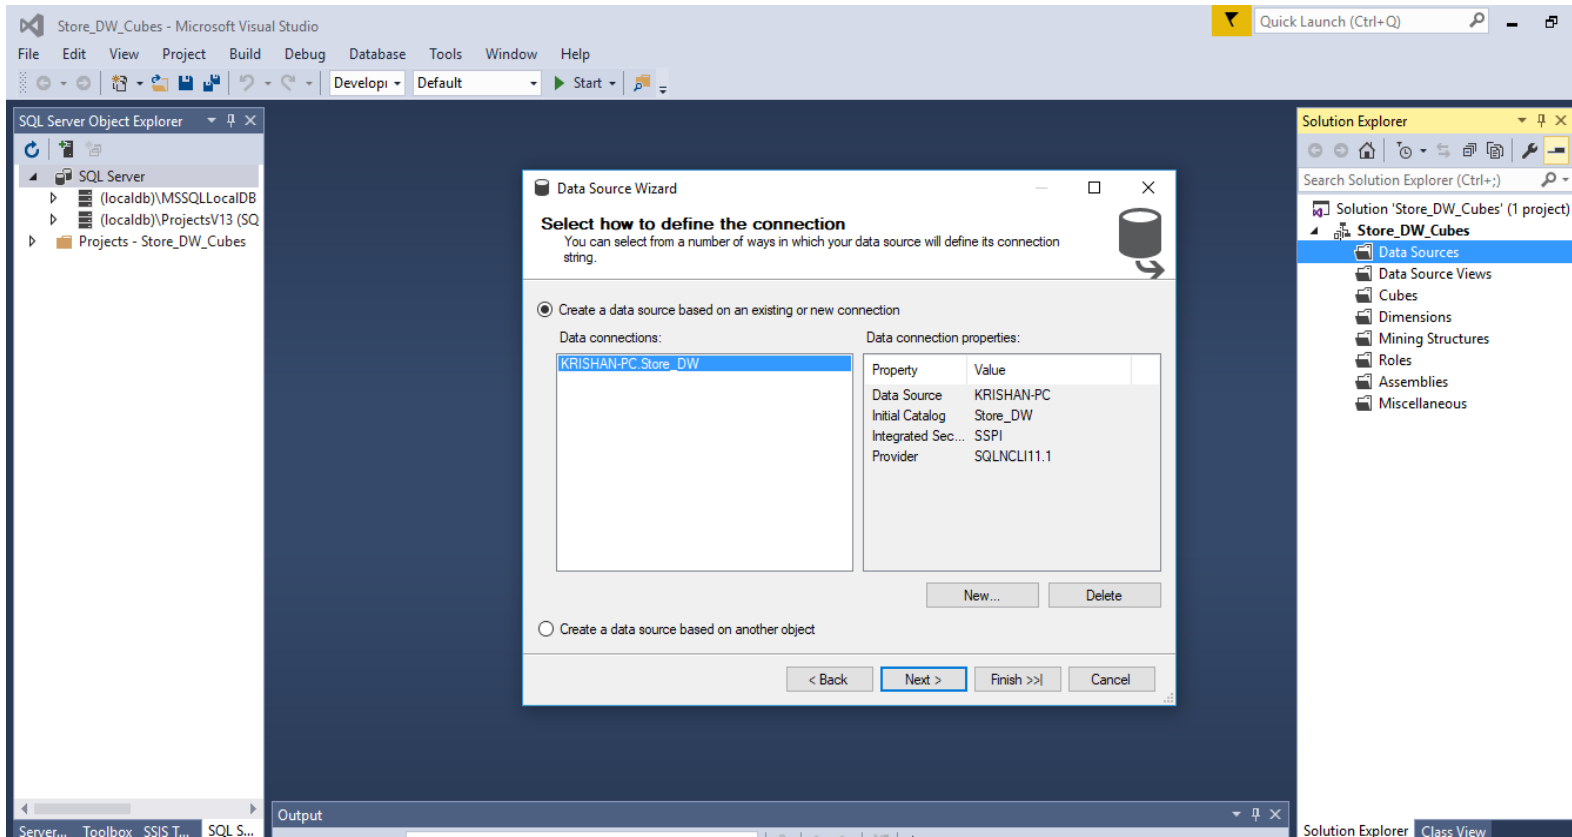 Store_DW_Cubes - Microsoft Visual Studio
Quick Launch (Ctrl+Q)
File Edit View Project Build Debug Database Tools Window Help
Default
Start
SQL Server Object Explorer
SQL Server
(localdb)\MSSQLLocalDB
(localdb)\ProjectsV13 (SQ
Projects - Store_DW_Cubes
Data Source Wizard
Select how to define the connection
You can select from a number of ways in which your data source will define its connection
string.
Create a data source based on an existing or new connection
Data connections:
KRISHAN-PC.Store_DW
Data connection properties:
Property Value
Data Source KRISHAN-PC
Initial Catalog Store_DW
Integrated Sec... SSPI
Provider SQLNCLI11.1
New... Delete
Create a data source based on another object
< Back Next > Finish >>| Cancel
Solution Explorer
Search Solution Explorer (Ctrl+;)
Solution 'Store_DW_Cubes' (1 project)
Store_DW_Cubes
Data Sources
Data Source Views
Cubes
Dimensions
Mining Structures
Roles
Assemblies
Miscellaneous
Output
Server... Toolbox SSIS T... SQL S...
Solution Explorer Class View